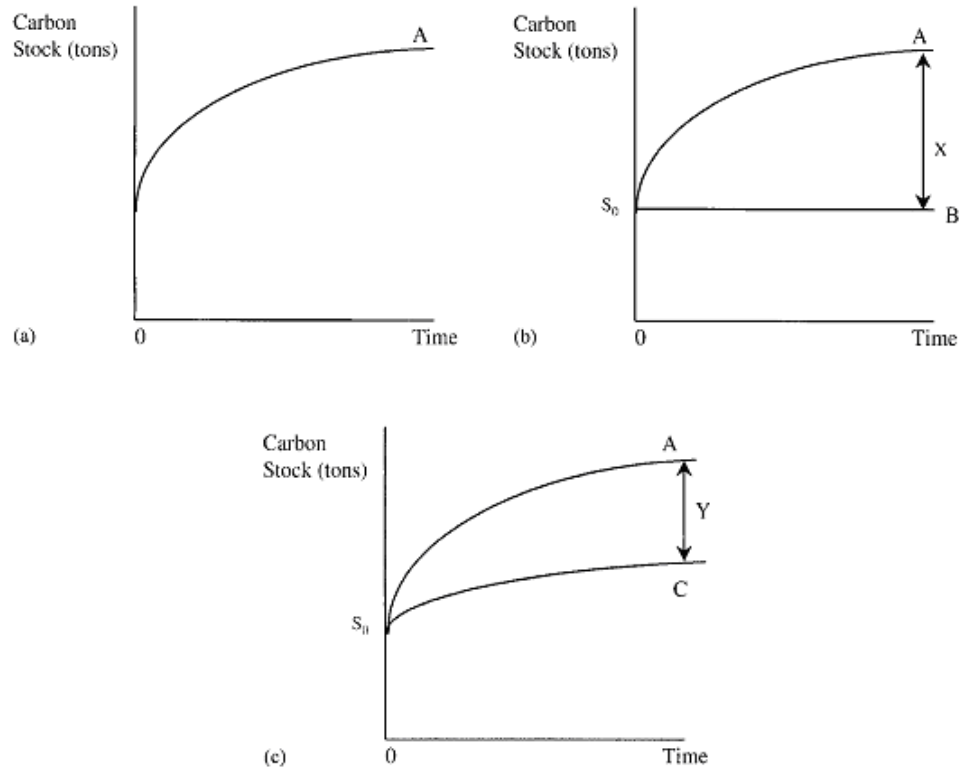 Carbon
Stock (tons)
A
(a)
0
Time
Carbon
Stock (tons)
A
X
S₀
B
(b)
0
Time
Carbon
Stock (tons)
A
Y
C
S₀
(c)
0
Time